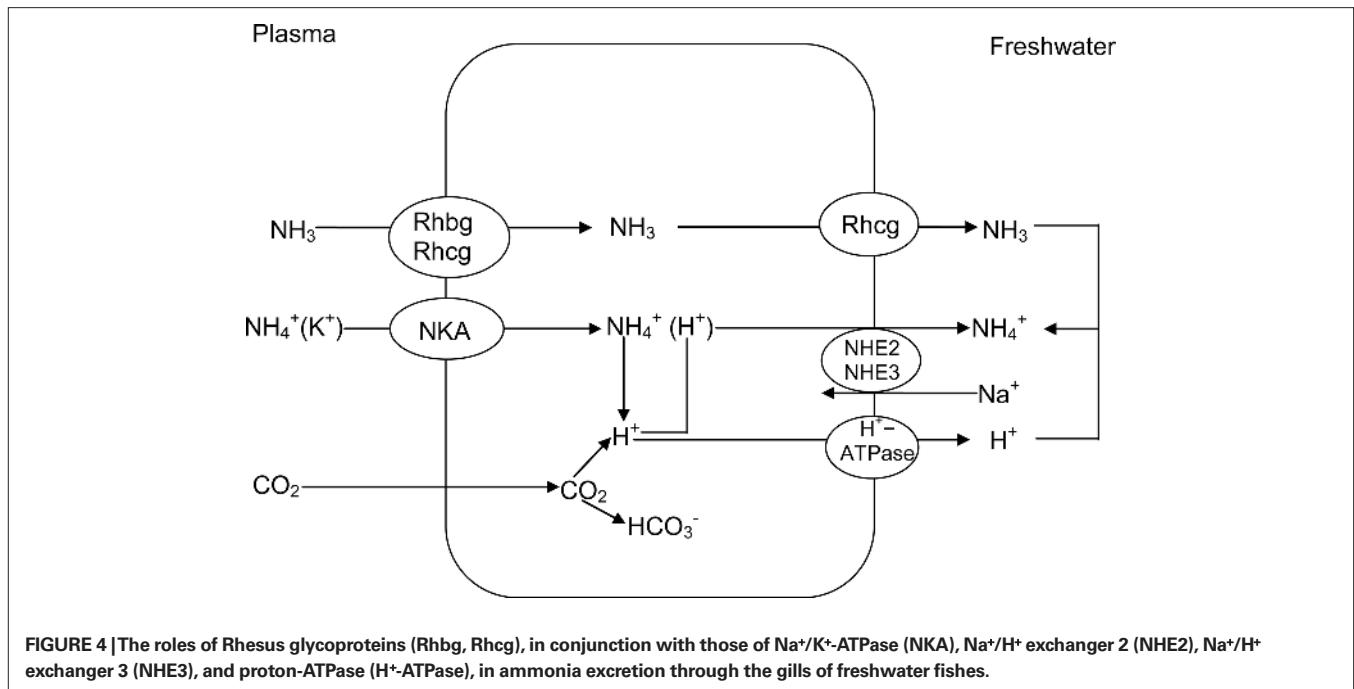 Plasma
Freshwater
NH₃
Rhbg
Rhcg
NH₃
Rhcg
NH₃
NH₄⁺(K⁺)
NKA
NH₄⁺ (H⁺)
NHE2
NHE3
NH₄⁺
Na⁺
H⁺
H⁺–
ATPase
H⁺
CO₂
CO₂
HCO₃⁻
FIGURE 4 | The roles of Rhesus glycoproteins (Rhbg, Rhcg), in conjunction with those of Na⁺/K⁺-ATPase (NKA), Na⁺/H⁺ exchanger 2 (NHE2), Na⁺/H⁺
exchanger 3 (NHE3), and proton-ATPase (H⁺-ATPase), in ammonia excretion through the gills of freshwater fishes.